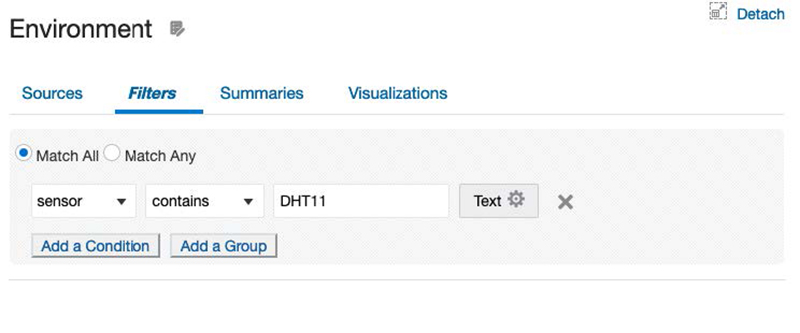 Detach
Environment
Sources Filters Summaries Visualizations
Match All Match Any
sensor contains DHT11 Text
Add a Condition Add a Group